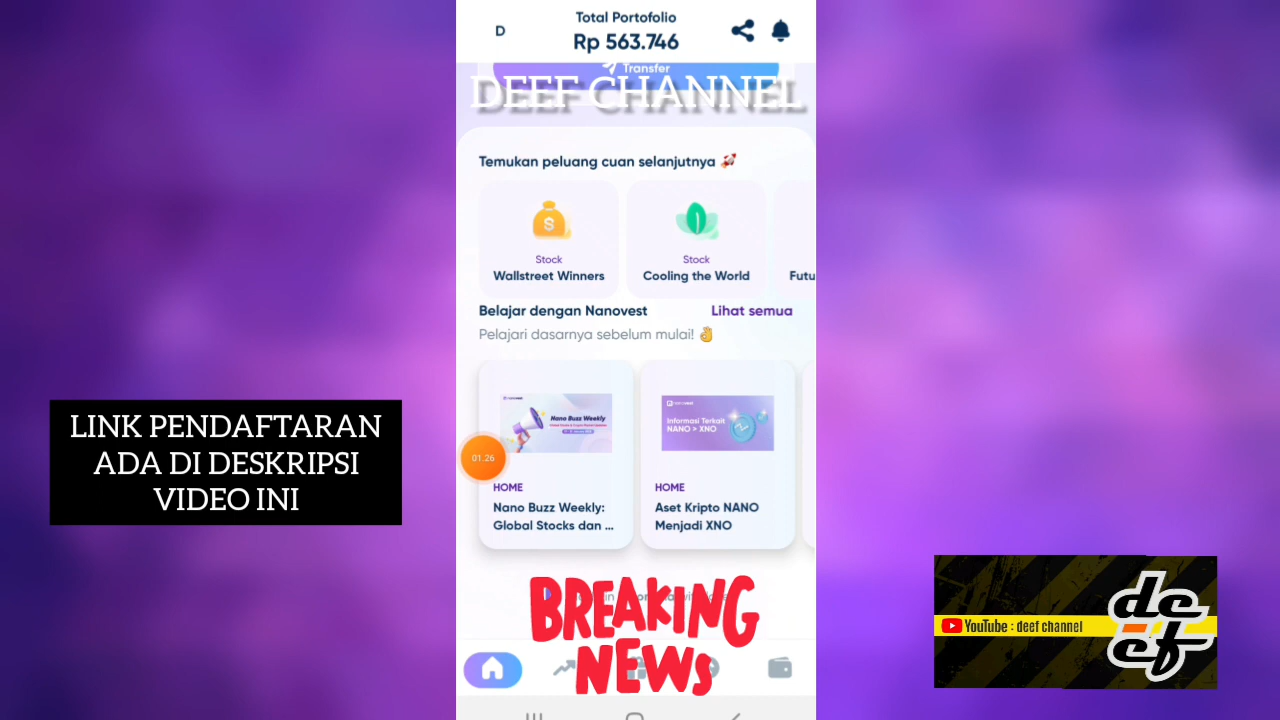 D
Total Portofolio
Rp 563.746
Transfer
DEEF CHANNEL
Temukan peluang cuan selanjutnya 🚀
Stock
Wallstreet Winners
Stock
Cooling the World
Futu
Belajar dengan Nanovest
Lihat semua
Pelajari dasarnya sebelum mulai! 👌
Nano Buzz Weekly
Informasi Terkait
NANO > XNO
01.26
HOME
Nano Buzz Weekly:
Global Stocks dan ...
HOME
Aset Kripto NANO
Menjadi XNO
BREAKING
NEWS
LINK PENDAFTARAN
ADA DI DESKRIPSI
VIDEO INI
YouTube : deef channel
de
ef